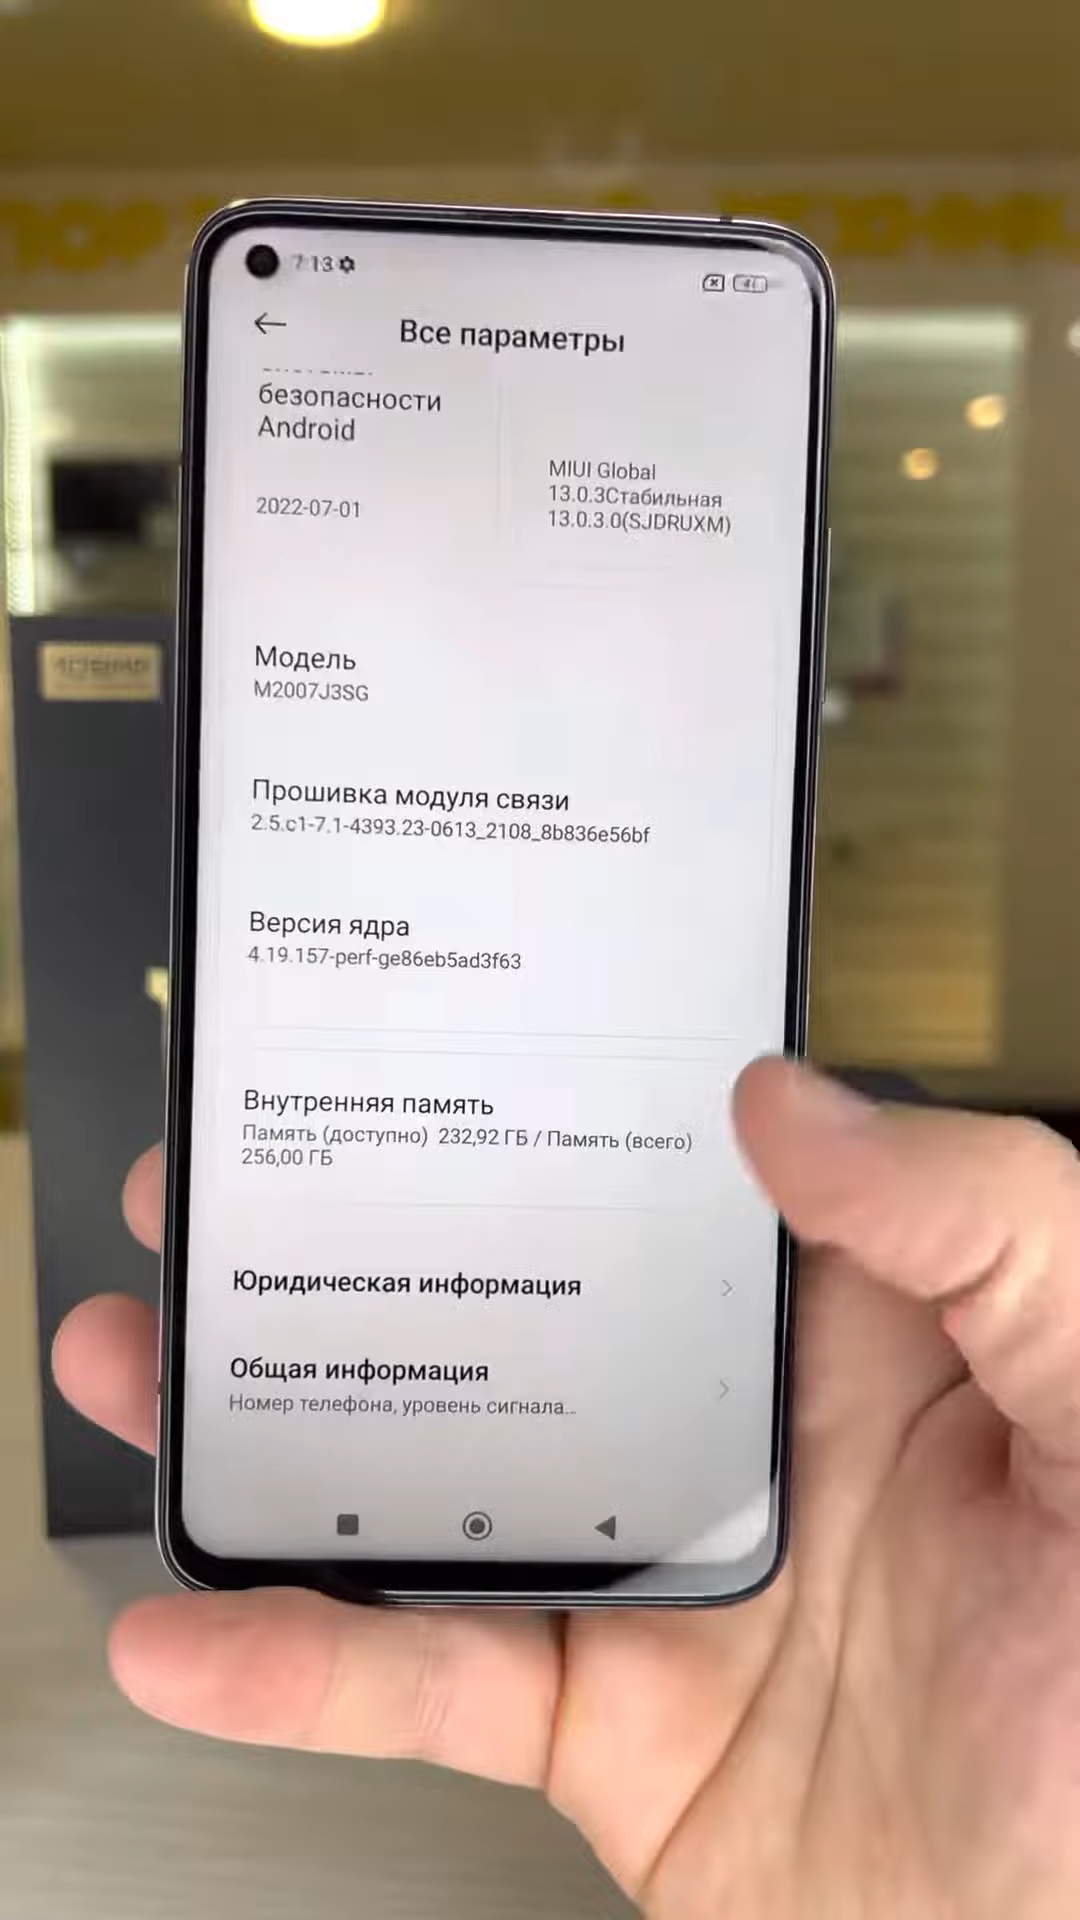 7:13
Все параметры
безопасности
Android
2022-07-01
MIUI Global
13.0.3Стабильная
13.0.3.0(SJDRUXM)
Модель
M2007J3SG
Прошивка модуля связи
2.5.c1-7.1-4393.23-0613_2108_8b836e56bf
Версия ядра
4.19.157-perf-ge86eb5ad3f63
Внутренняя память
Память (доступно) 232,92 ГБ / Память (всего)
256,00 ГБ
Юридическая информация
Общая информация
Номер телефона, уровень сигнала...